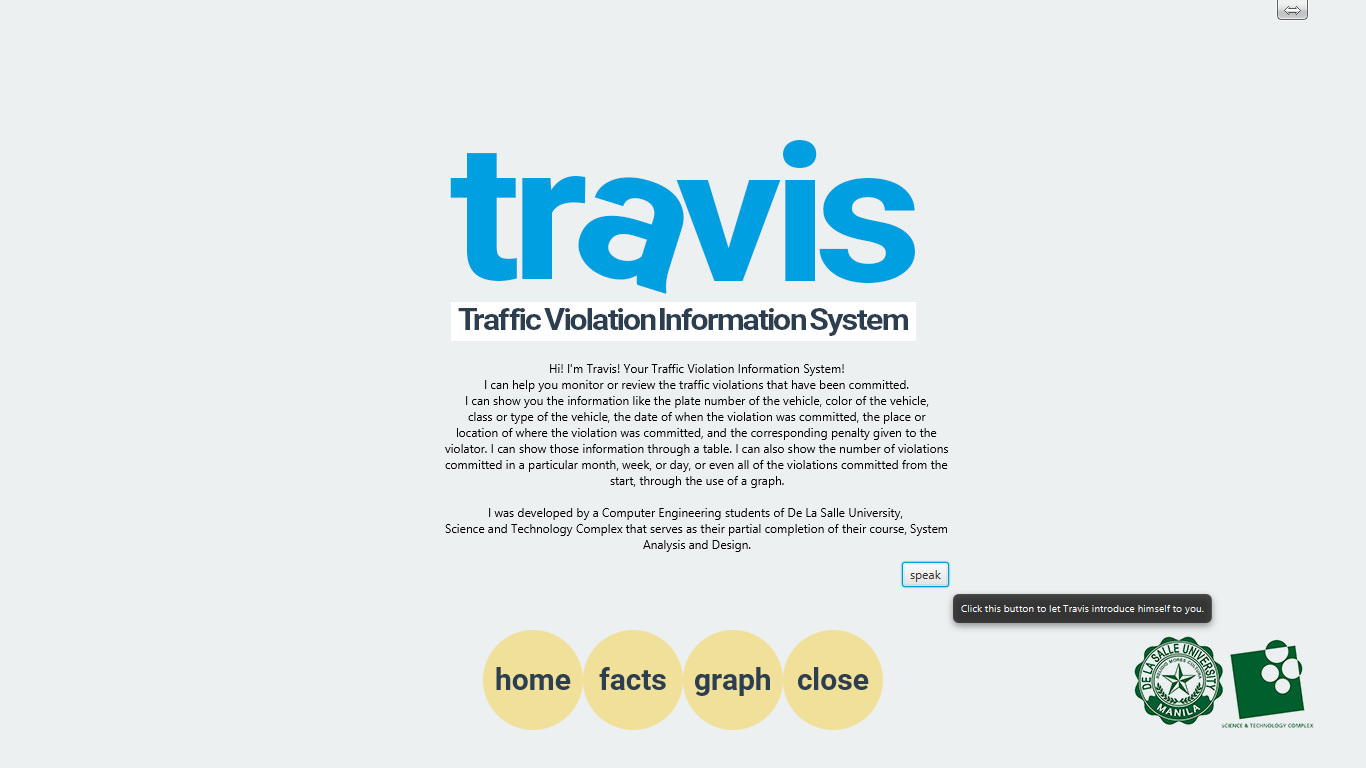 travis
Traffic Violation Information System
Hi! I'm Travis! Your Traffic Violation Information System!
I can help you monitor or review the traffic violations that have been committed.
I can show you the information like the plate number of the vehicle, color of the vehicle,
class or type of the vehicle, the date of when the violation was committed, the place or
location of where the violation was committed, and the corresponding penalty given to the
violator. I can show those information through a table. I can also show the number of violations
committed in a particular month, week, or day, or even all of the violations committed from the
start, through the use of a graph.
I was developed by a Computer Engineering students of De La Salle University,
Science and Technology Complex that serves as their partial completion of their course, System
Analysis and Design.
speak
Click this button to let Travis introduce himself to you.
home facts graph close
DE LA SALLE UNIVERSITY
MANILA
SCIENCE & TECHNOLOGY COMPLEX